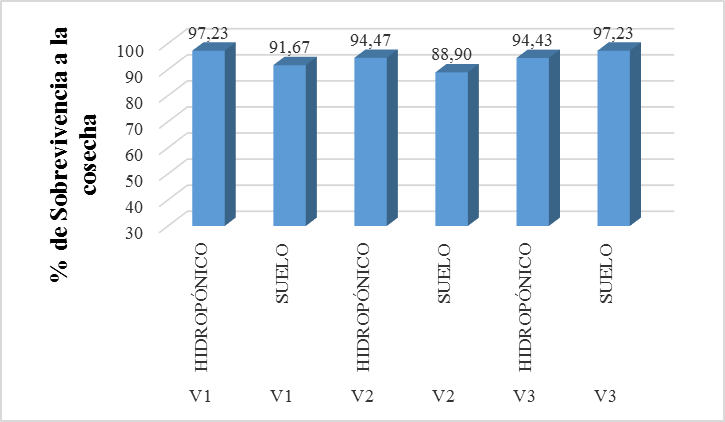 % de Sobrevivencia a la
cosecha
100
90
80
70
60
50
40
30
97,23
91,67
94,47
88,90
94,43
97,23
HIDROPÓNICO
SUELO
HIDROPÓNICO
SUELO
HIDROPÓNICO
SUELO
V1
V1
V2
V2
V3
V3